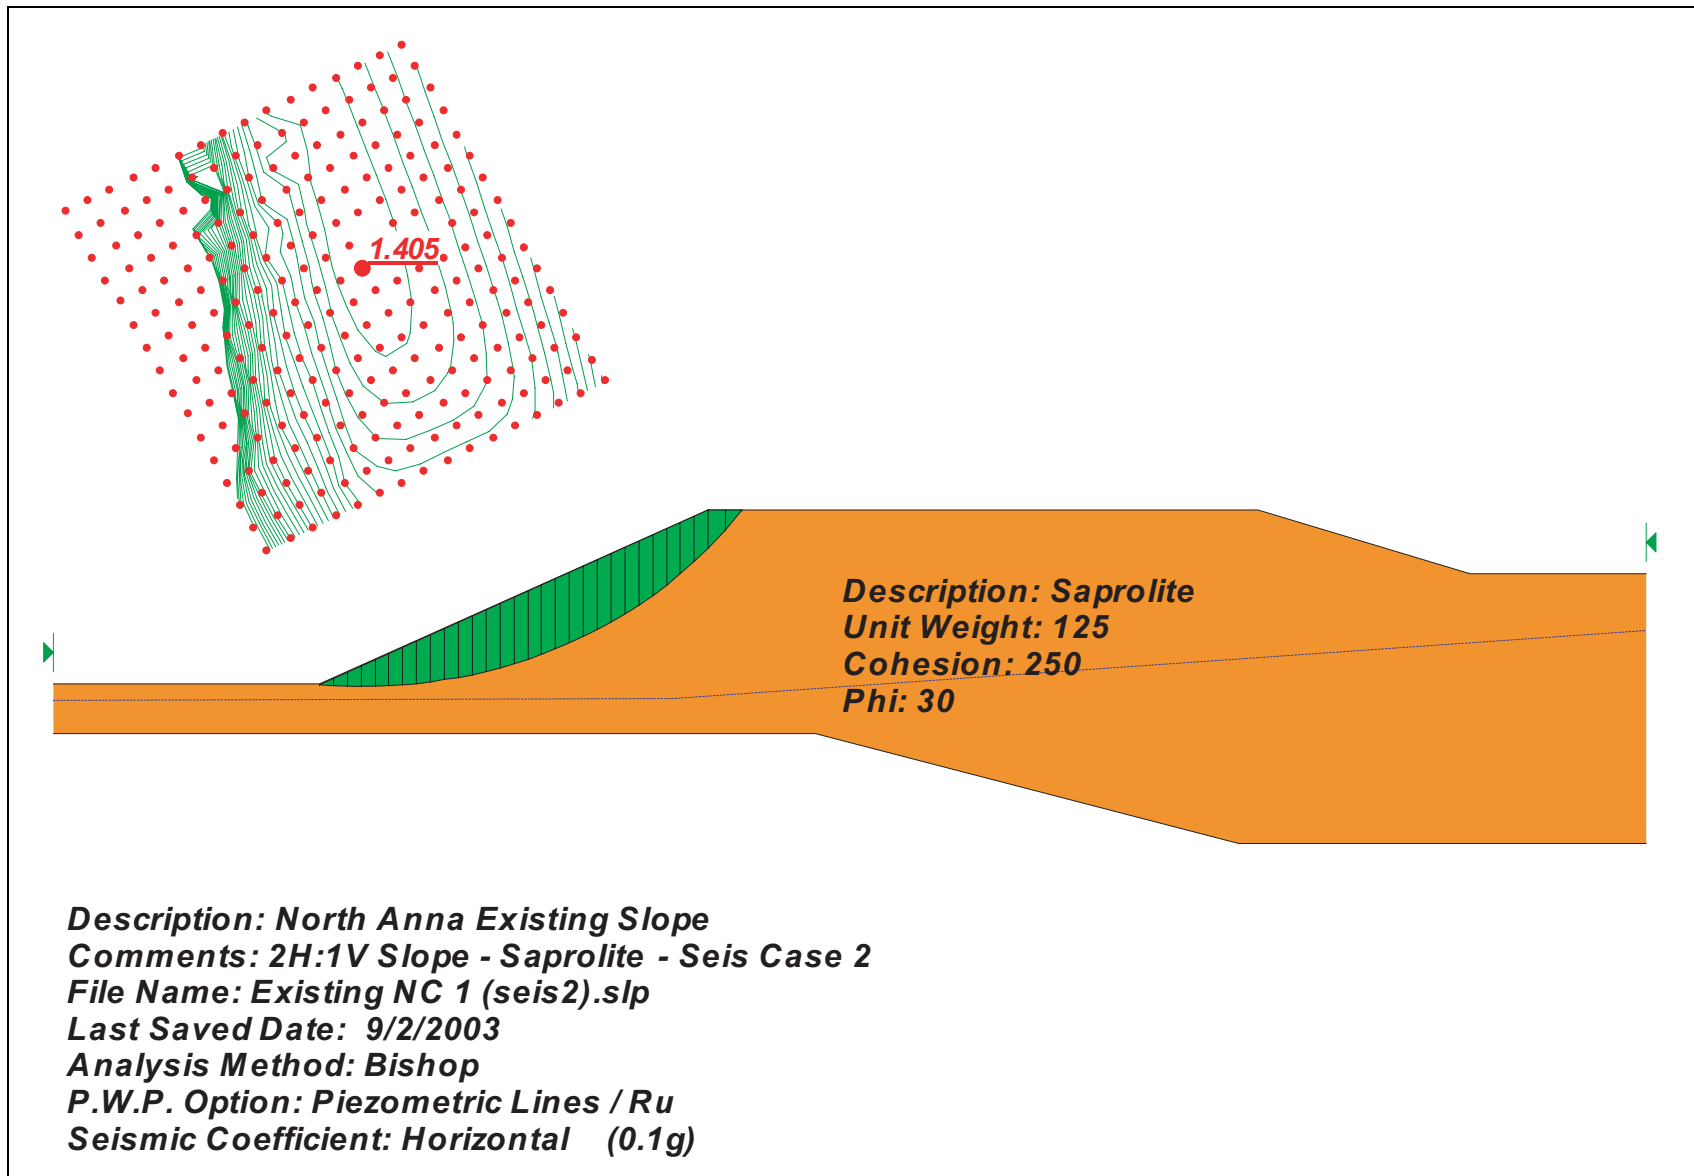 1.405
Description: Saprolite
Unit Weight: 125
Cohesion: 250
Phi: 30
Description: North Anna Existing Slope
Comments: 2H:1V Slope - Saprolite - Seis Case 2
File Name: Existing NC 1 (seis2).slp
Last Saved Date: 9/2/2003
Analysis Method: Bishop
P.W.P. Option: Piezometric Lines / Ru
Seismic Coefficient: Horizontal (0.1g)